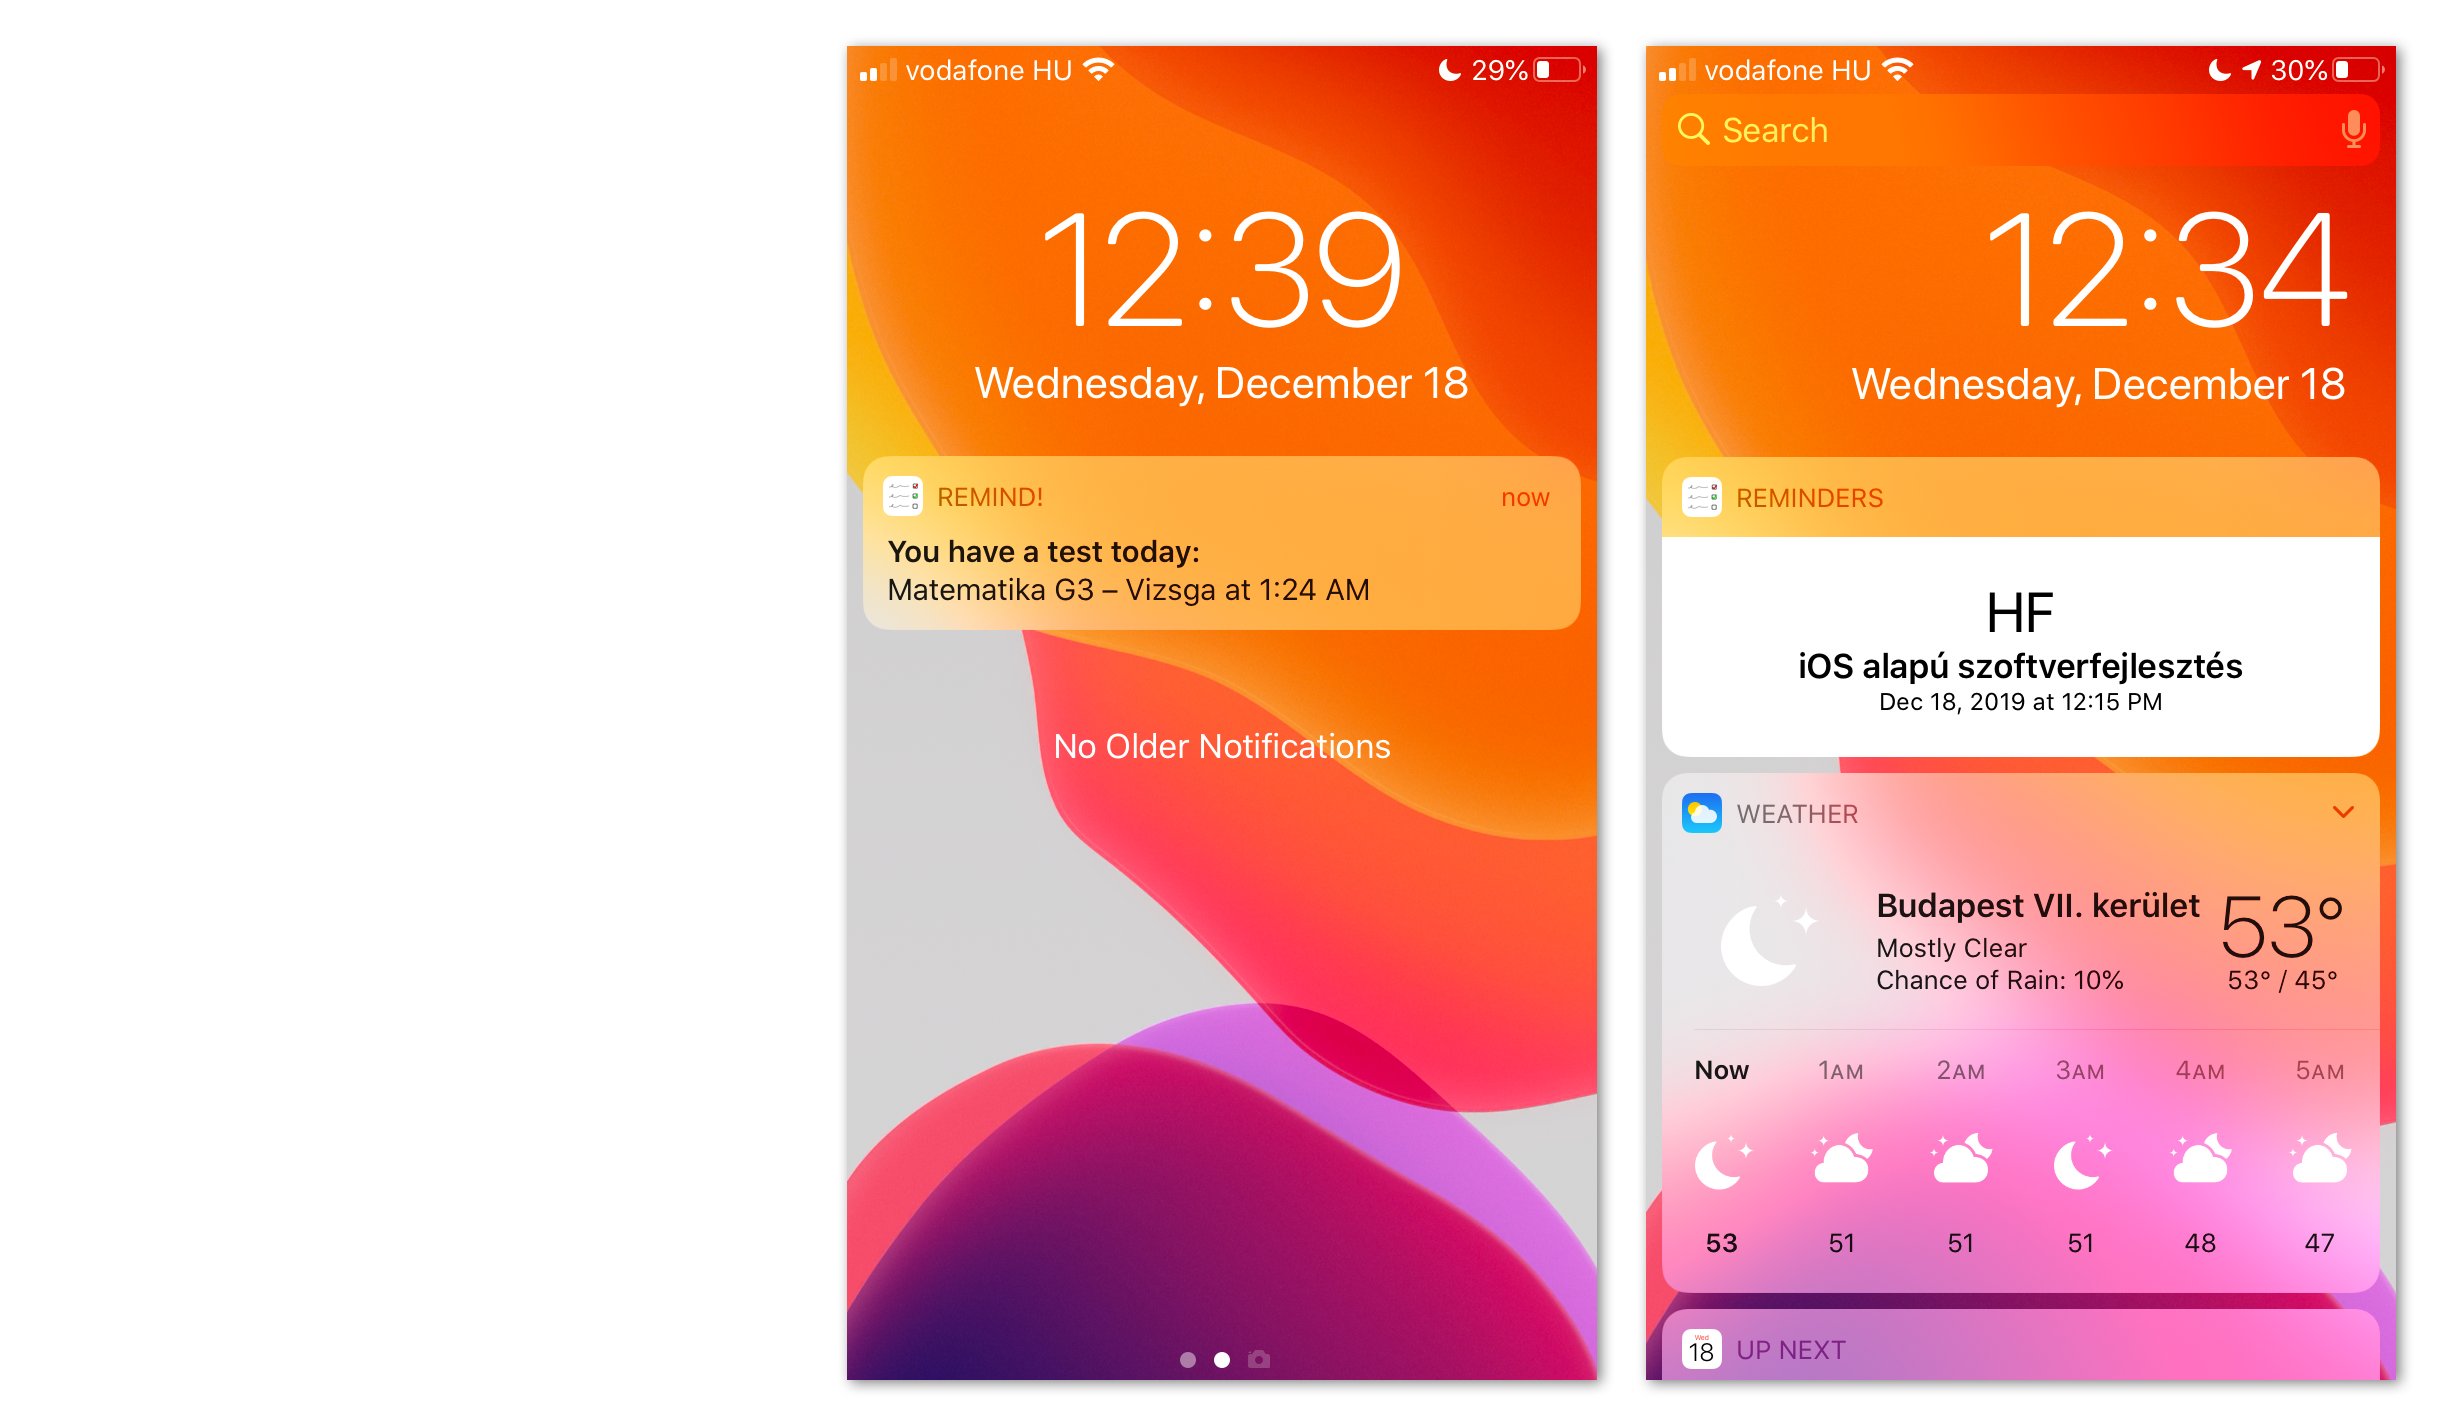 vodafone HU
29%
12:39
Wednesday, December 18
REMIND!
now
You have a test today:
Matematika G3 – Vizsga at 1:24 AM
No Older Notifications
vodafone HU
30%
Search
12:34
Wednesday, December 18
REMINDERS
HF
iOS alapú szoftverfejlesztés
Dec 18, 2019 at 12:15 PM
WEATHER
Budapest VII. kerület
53°
Mostly Clear
Chance of Rain: 10%
53° / 45°
Now 1AM 2AM 3AM 4AM 5AM
53 51 51 51 48 47
Wed
18
UP NEXT